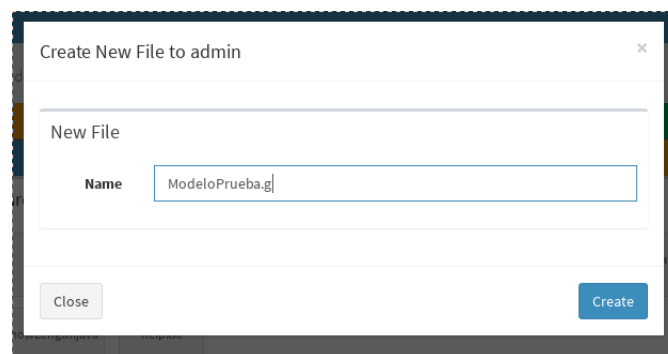 Create New File to admin
×
New File
Name
ModeloPrueba.g
Close
Create